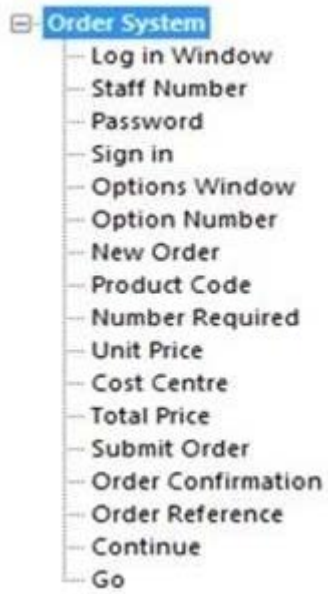 Order System
Log in Window
Staff Number
Password
Sign in
Options Window
Option Number
New Order
Product Code
Number Required
Unit Price
Cost Centre
Total Price
Submit Order
Order Confirmation
Order Reference
Continue
Go